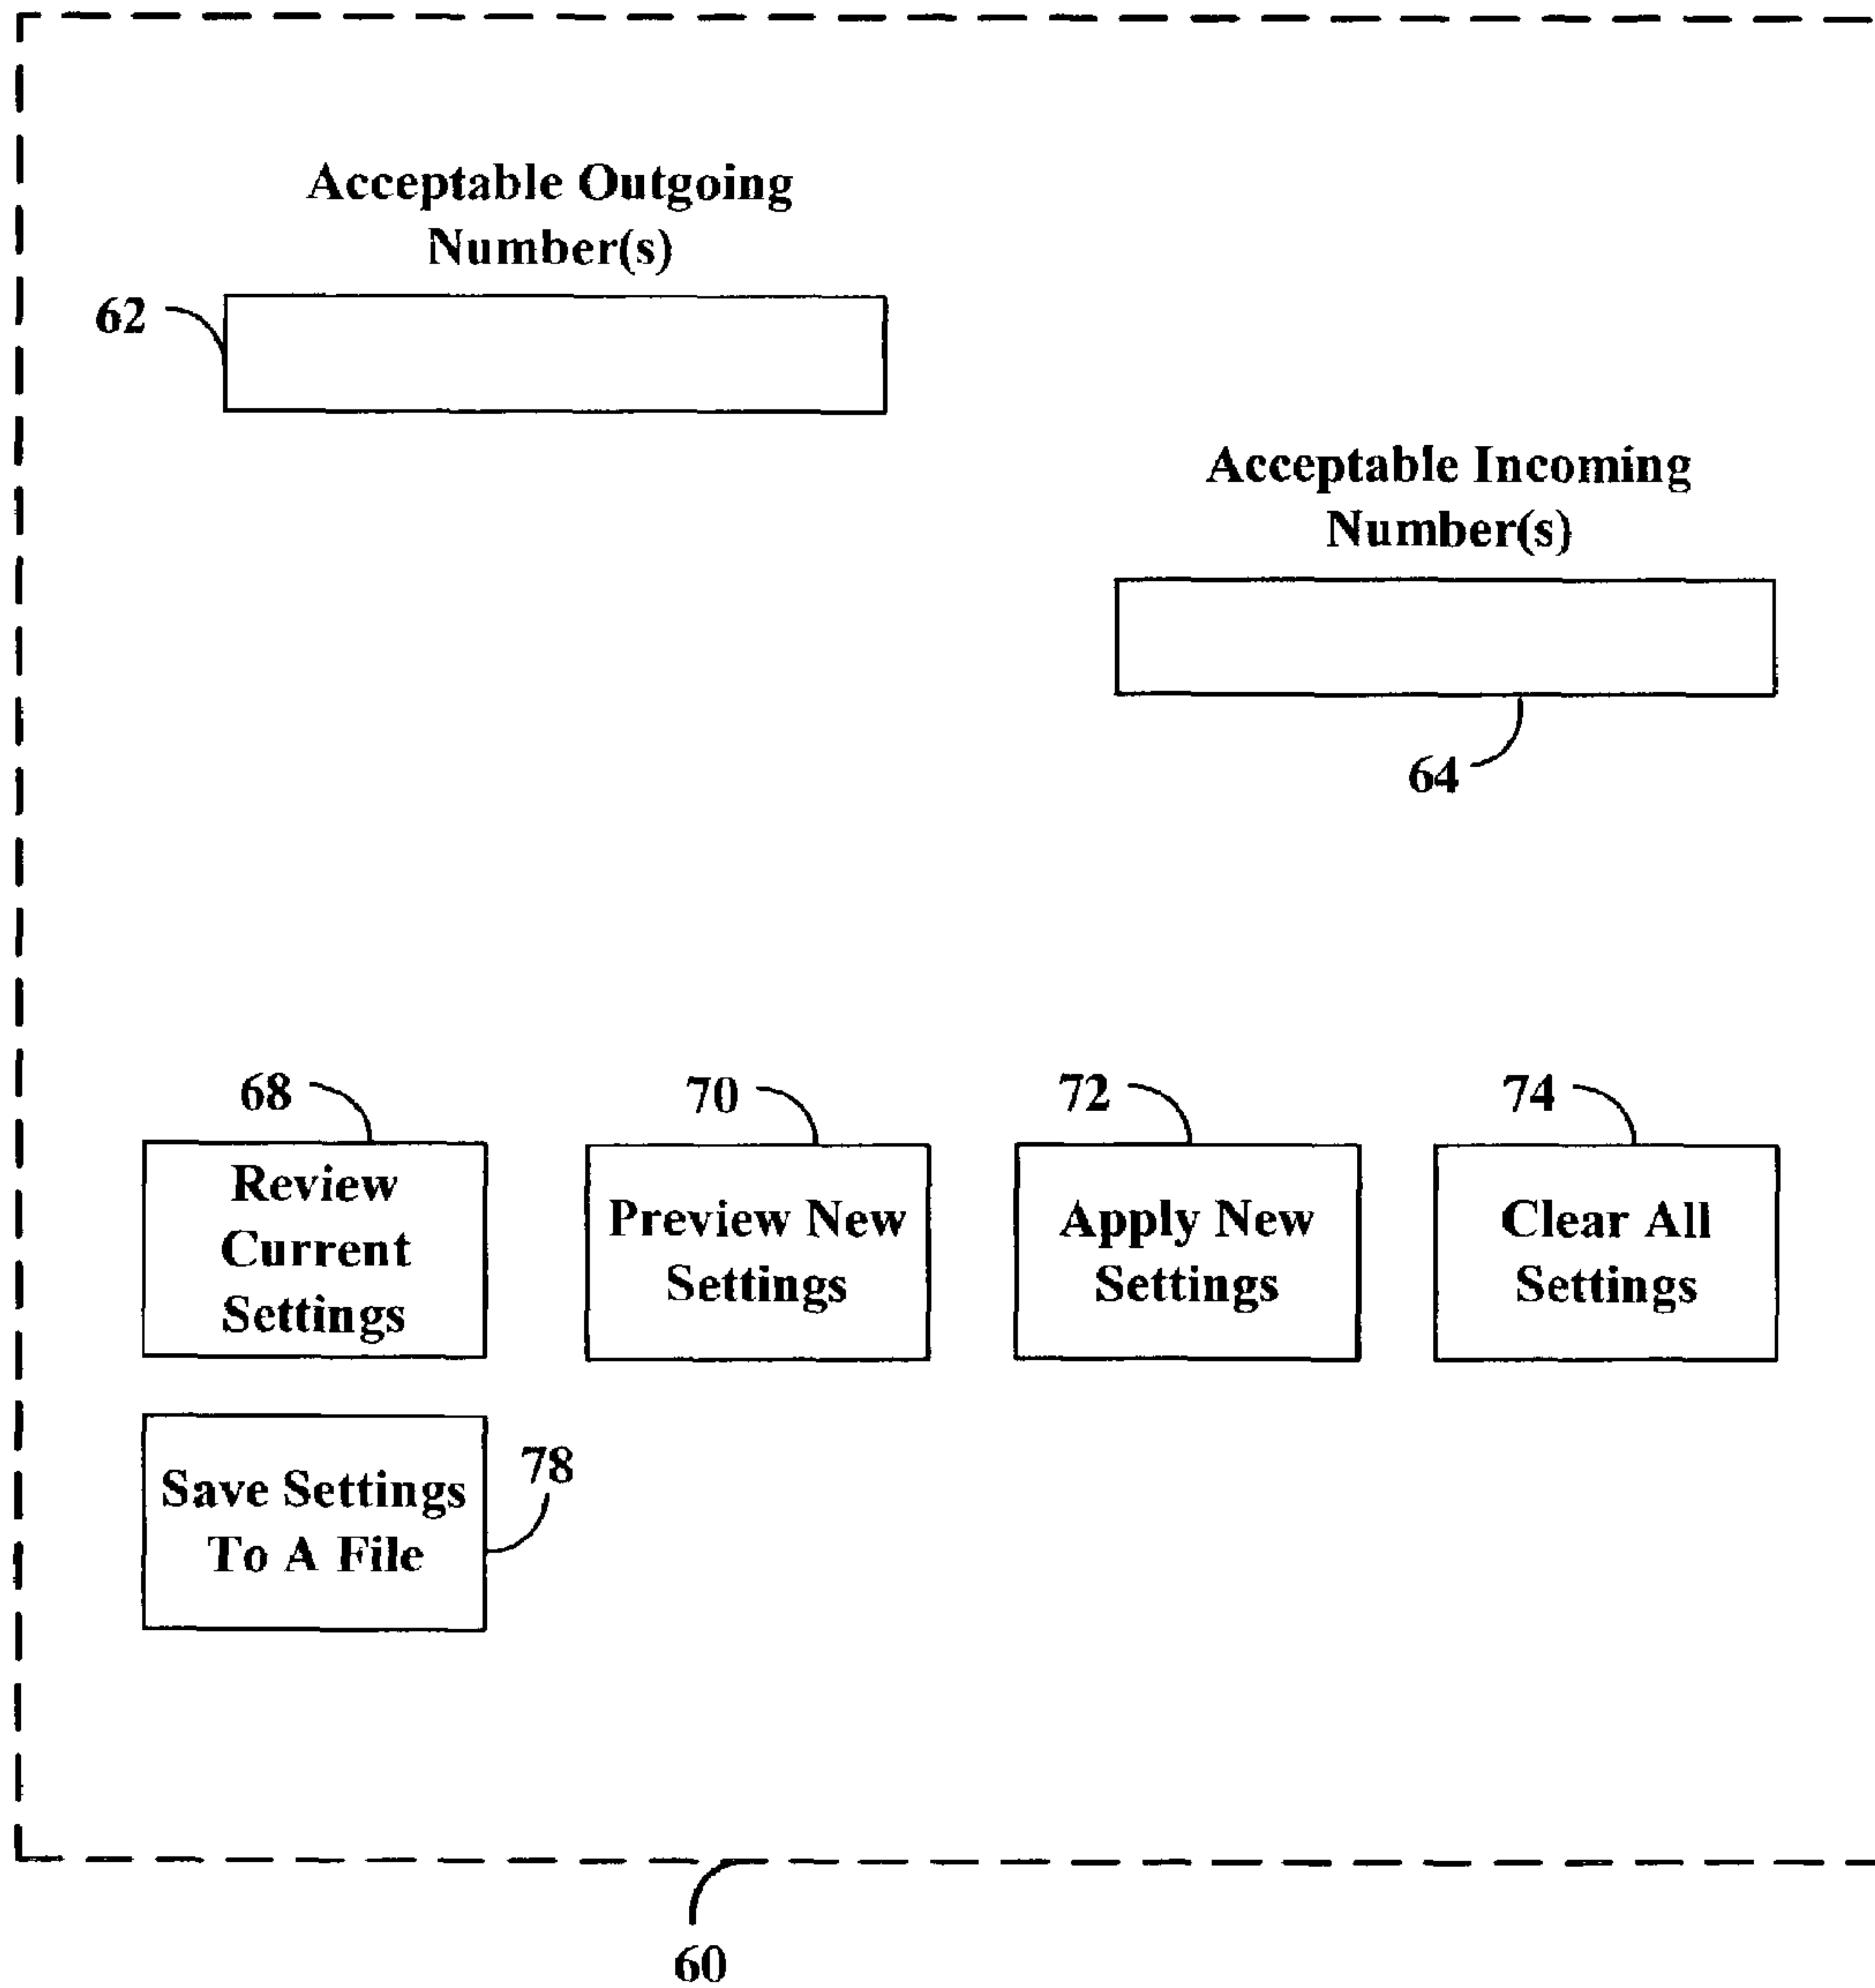 Acceptable Outgoing
Number(s)
62
Acceptable Incoming
Number(s)
64
68
70
72
74
Review
Current
Settings
Preview New
Settings
Apply New
Settings
Clear All
Settings
Save Settings
To A File
78
60